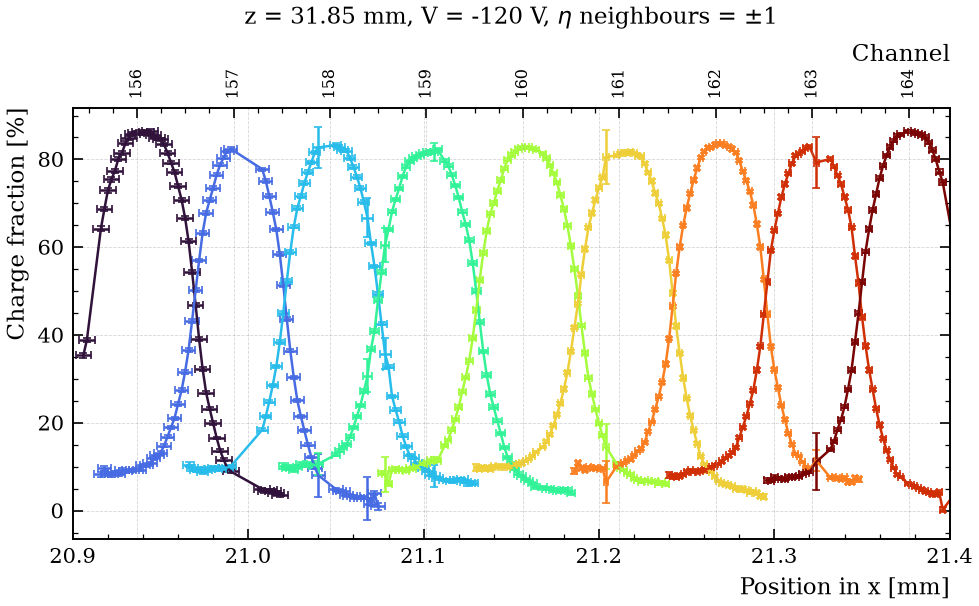 z = 31.85 mm, V = -120 V, η neighbours = ±1
Channel
156 157 158 159 160 161 162 163 164
Charge fraction [%]
80
60
40
20
0
20.9 21.0 21.1 21.2 21.3 21.4
Position in x [mm]